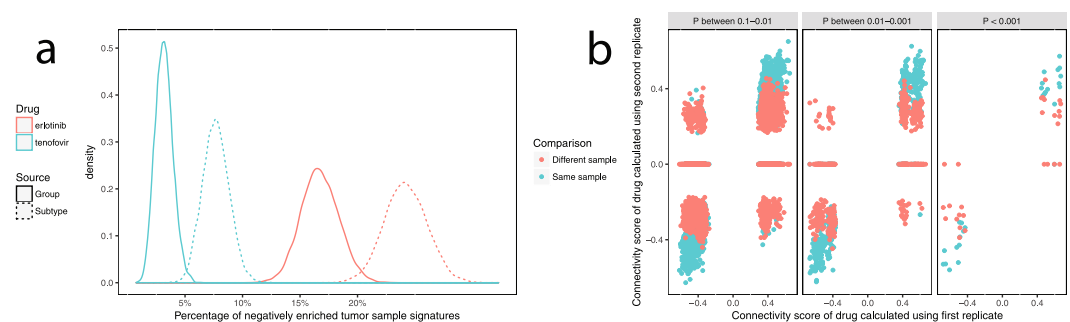 a
Drug
erlotinib
tenofovir
Source
Group
Subtype
density
0.5
0.4
0.3
0.2
0.1
0.0
5%
10%
15%
20%
Percentage of negatively enriched tumor sample signatures
b
Comparison
Different sample
Same sample
Connectivity score of drug calculated using second replicate
P between 0.1–0.01
P between 0.01–0.001
P < 0.001
0.4
0.0
−0.4
−0.4
0.0
0.4
−0.4
0.0
0.4
−0.4
0.0
0.4
Connectivity score of drug calculated using first replicate